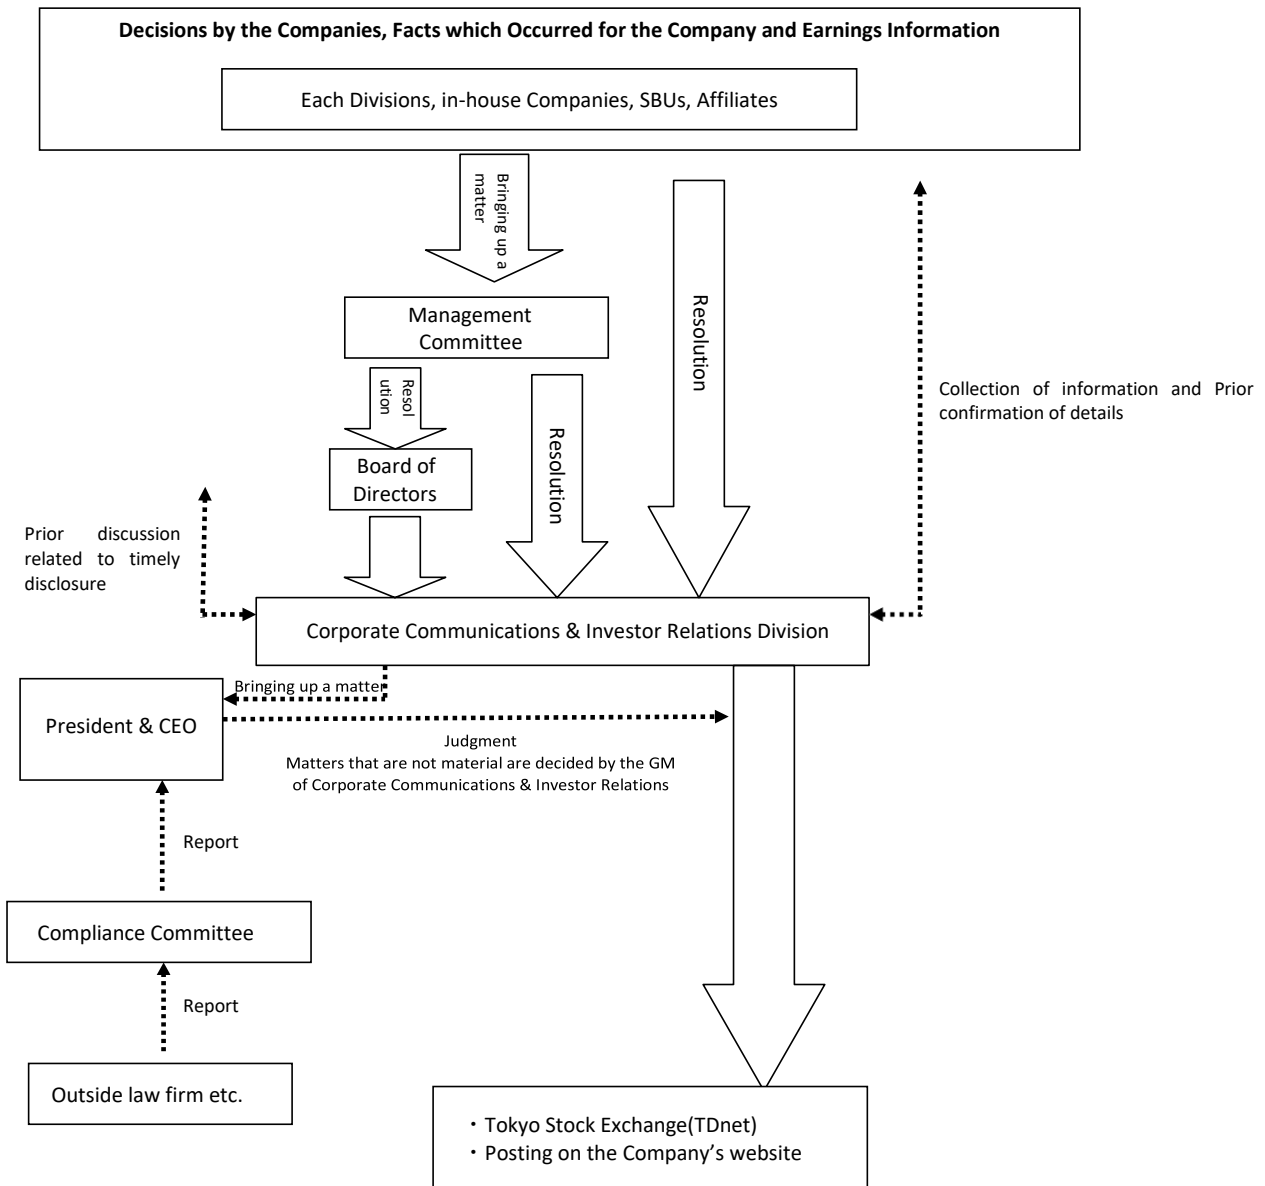 Decisions by the Companies, Facts which Occurred for the Company and Earnings Information
Each Divisions, in-house Companies, SBUs, Affiliates
Bringing up a
matter
Resolution
Management
Committee
Collection of information and Prior
confirmation of details
Resol
ution
Resolution
Board of
Directors
Prior discussion
related to timely
disclosure
Corporate Communications & Investor Relations Division
Bringing up a matter
President & CEO
Judgment
Matters that are not material are decided by the GM
of Corporate Communications & Investor Relations
Report
Compliance Committee
Report
Outside law firm etc.
・Tokyo Stock Exchange(TDnet)
・Posting on the Company’s website